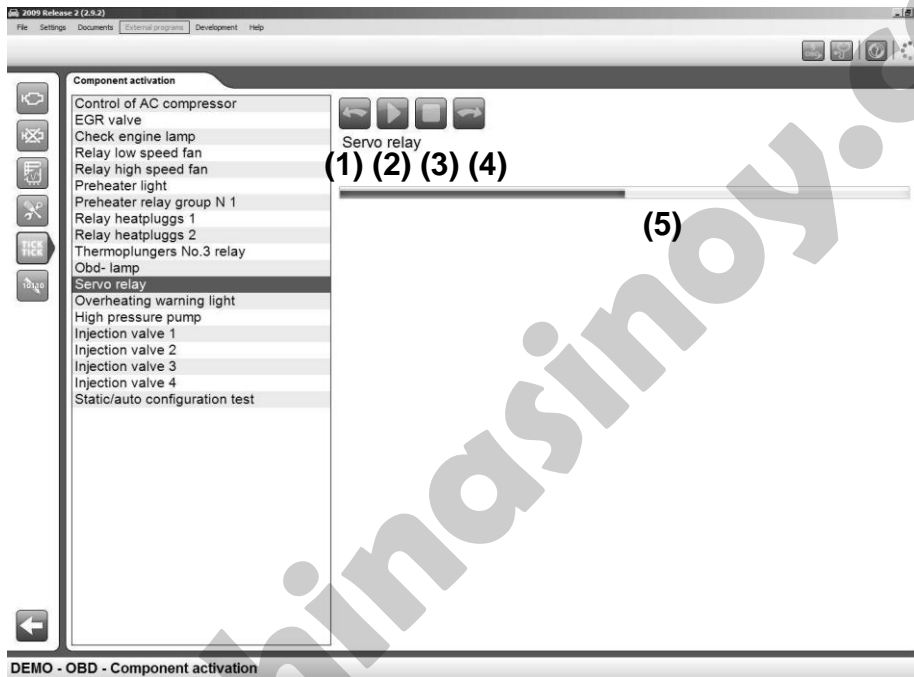 2009 Release 2 (2.9.2)
File Settings Documents External programs Development Help
Component activation
Control of AC compressor
EGR valve
Check engine lamp
Relay low speed fan
Relay high speed fan
Preheater light
Preheater relay group N 1
Relay heatpluggs 1
Relay heatpluggs 2
Thermoplungers No.3 relay
Obd- lamp
Servo relay
Overheating warning light
High pressure pump
Injection valve 1
Injection valve 2
Injection valve 3
Injection valve 4
Static/auto configuration test
Servo relay
(1) (2) (3) (4)
(5)
TICK
TICK
DEMO - OBD - Component activation
hinasinoy.c